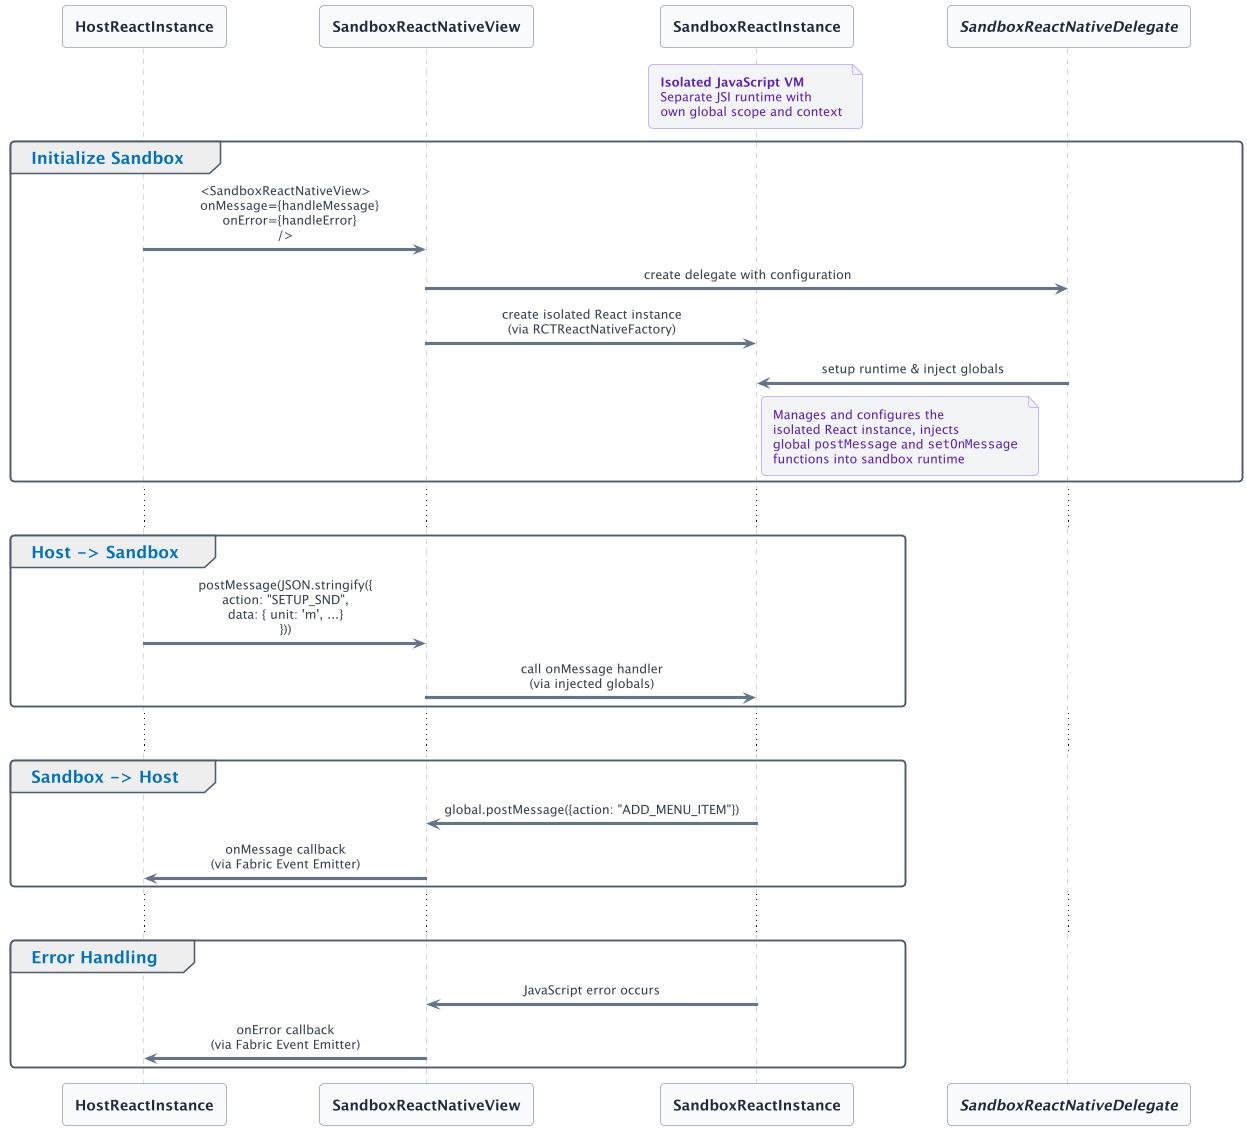 HostReactInstance
SandboxReactNativeView
SandboxReactInstance
SandboxReactNativeDelegate
Isolated JavaScript VM
Separate JSI runtime with
own global scope and context
Initialize Sandbox
<SandboxReactNativeView>
onMessage={handleMessage}
onError={handleError}
/>
create delegate with configuration
create isolated React instance
(via RCTReactNativeFactory)
setup runtime & inject globals
Manages and configures the
isolated React instance, injects
global postMessage and setOnMessage
functions into sandbox runtime
Host -> Sandbox
postMessage(JSON.stringify({
action: "SETUP_SND",
data: { unit: 'm', ...}
}))
call onMessage handler
(via injected globals)
Sandbox -> Host
global.postMessage({action: "ADD_MENU_ITEM"})
onMessage callback
(via Fabric Event Emitter)
Error Handling
JavaScript error occurs
onError callback
(via Fabric Event Emitter)
HostReactInstance
SandboxReactNativeView
SandboxReactInstance
SandboxReactNativeDelegate